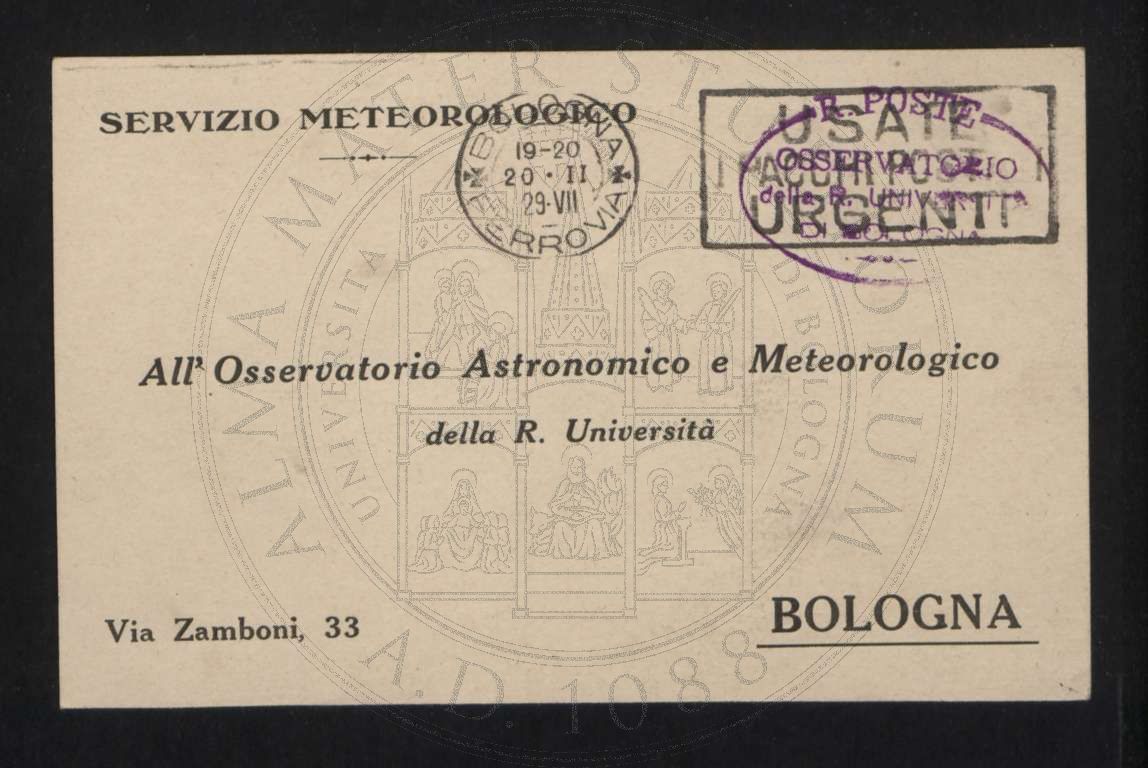 SERVIZIO METEOROLOGICO
BOLOGNA
19-20
20·II
29·VII
FERROVIA
USATE
URGENTI
R. POSTE
OSSERVATORIO
della R. UNIVERSITÀ
DI BOLOGNA
All' Osservatorio Astronomico e Meteorologico
della R. Università
Via Zamboni, 33
BOLOGNA
ALMA MATER STUDIORUM
UNIVERSITÀ DI BOLOGNA
A.D. 1088